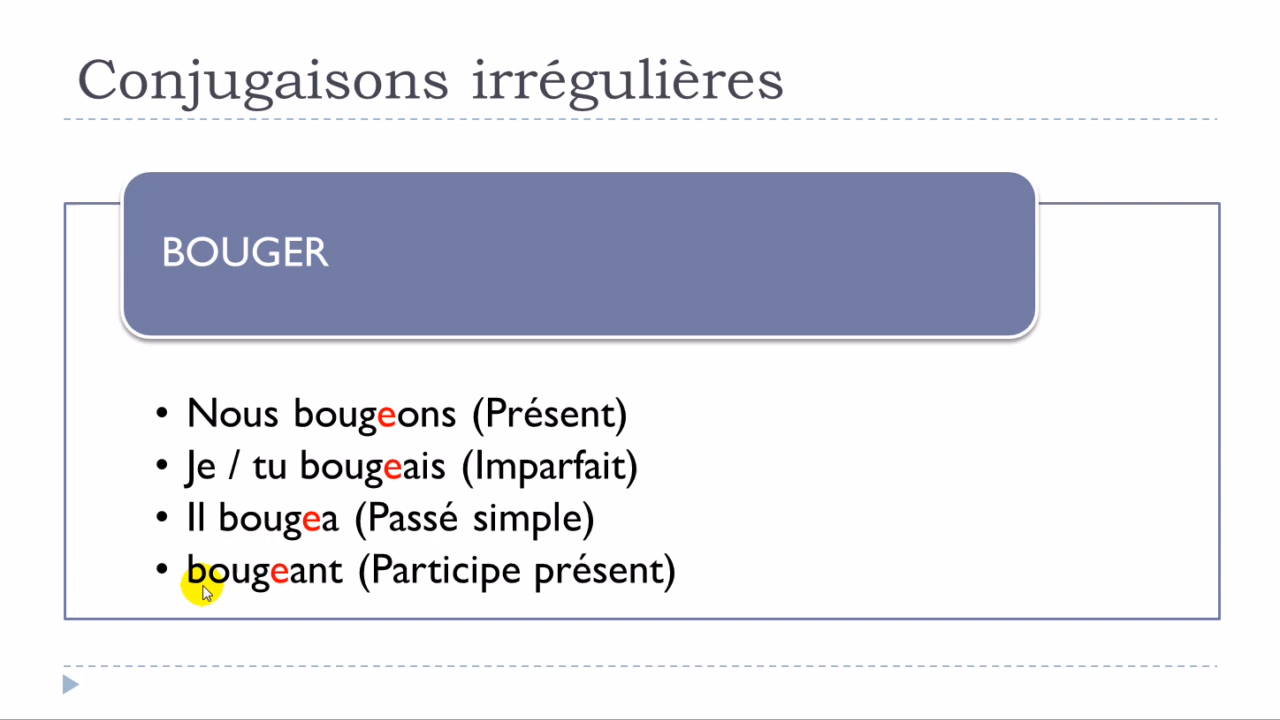 Conjugaisons irrégulières
BOUGER
• Nous bougeons (Présent)
• Je / tu bougeais (Imparfait)
• Il bougea (Passé simple)
• bougeant (Participe présent)